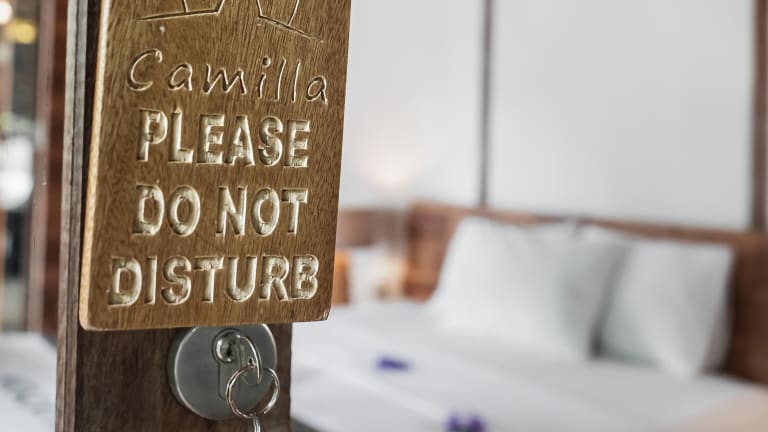 Camilla
PLEASE
DO NOT
DISTURB